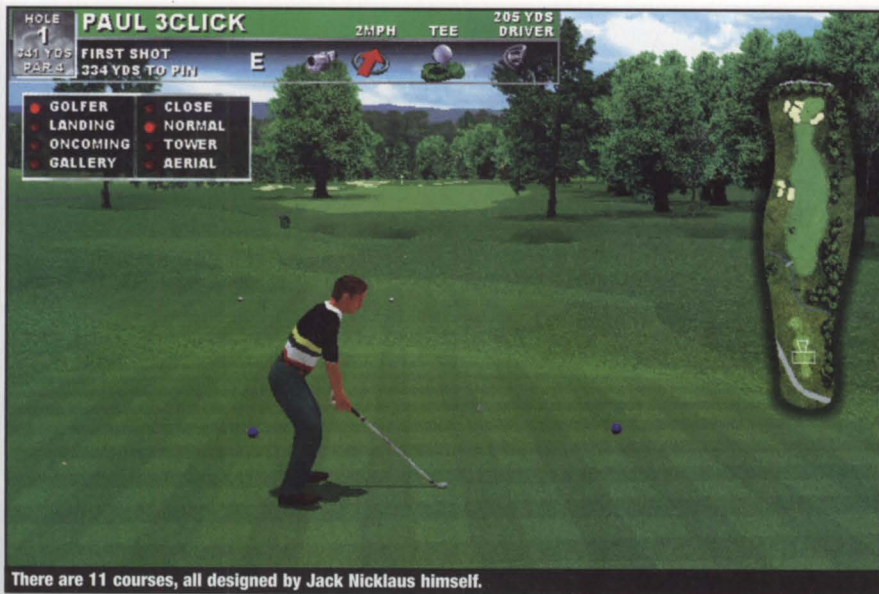 HOLE
1
341 YDS
PAR 4
PAUL 3CLICK
FIRST SHOT
334 YDS TO PIN
E
2MPH
TEE
205 YDS
DRIVER
GOLFER
LANDING
ONCOMING
GALLERY
CLOSE
NORMAL
TOWER
AERIAL
There are 11 courses, all designed by Jack Nicklaus himself.